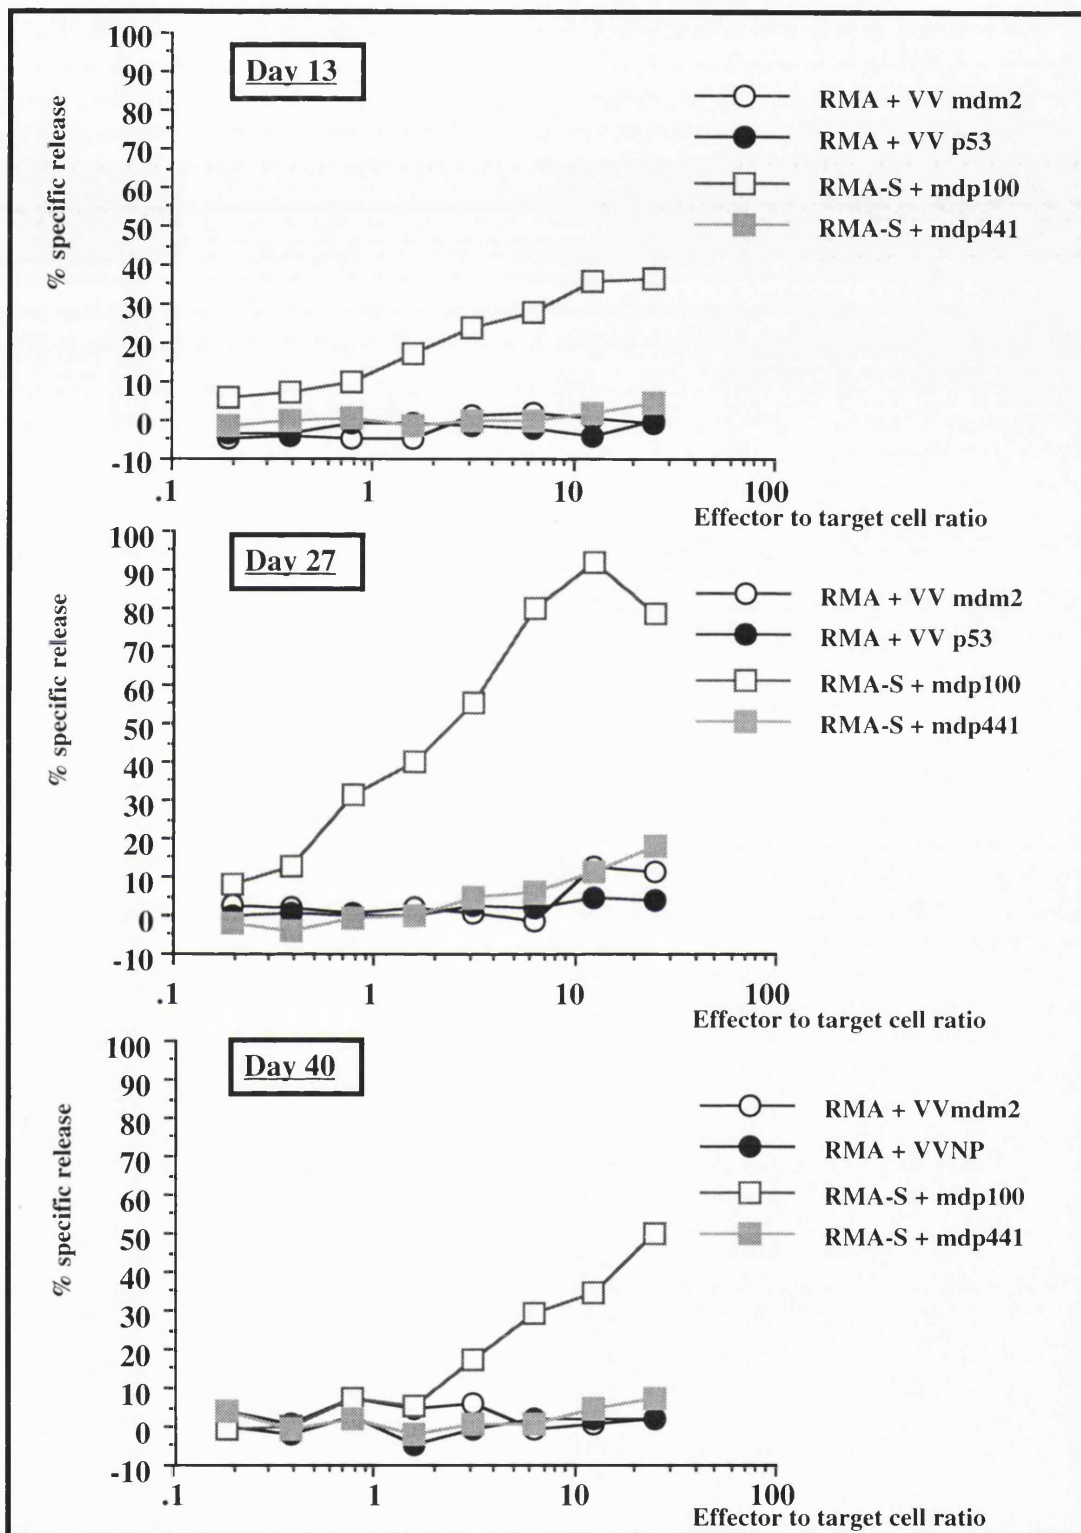 100
90
80
70
60
50
40
30
20
10
0
-10
% specific release
Day 13
RMA + VV mdm2
RMA + VV p53
RMA-S + mdp100
RMA-S + mdp441
.1
1
10
100
Effector to target cell ratio
100
90
80
70
60
50
40
30
20
10
0
-10
% specific release
Day 27
RMA + VV mdm2
RMA + VV p53
RMA-S + mdp100
RMA-S + mdp441
.1
1
10
100
Effector to target cell ratio
100
90
80
70
60
50
40
30
20
10
0
-10
% specific release
Day 40
RMA + VVmdm2
RMA + VVNP
RMA-S + mdp100
RMA-S + mdp441
.1
1
10
100
Effector to target cell ratio